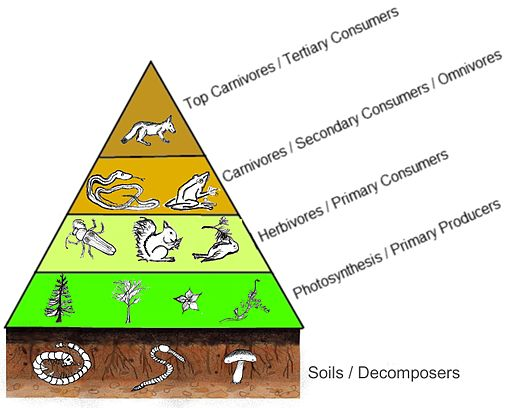 Top Carnivores / Tertiary Consumers
Carnivores / Secondary Consumers / Omnivores
Herbivores / Primary Consumers
Photosynthesis / Primary Producers
Soils / Decomposers